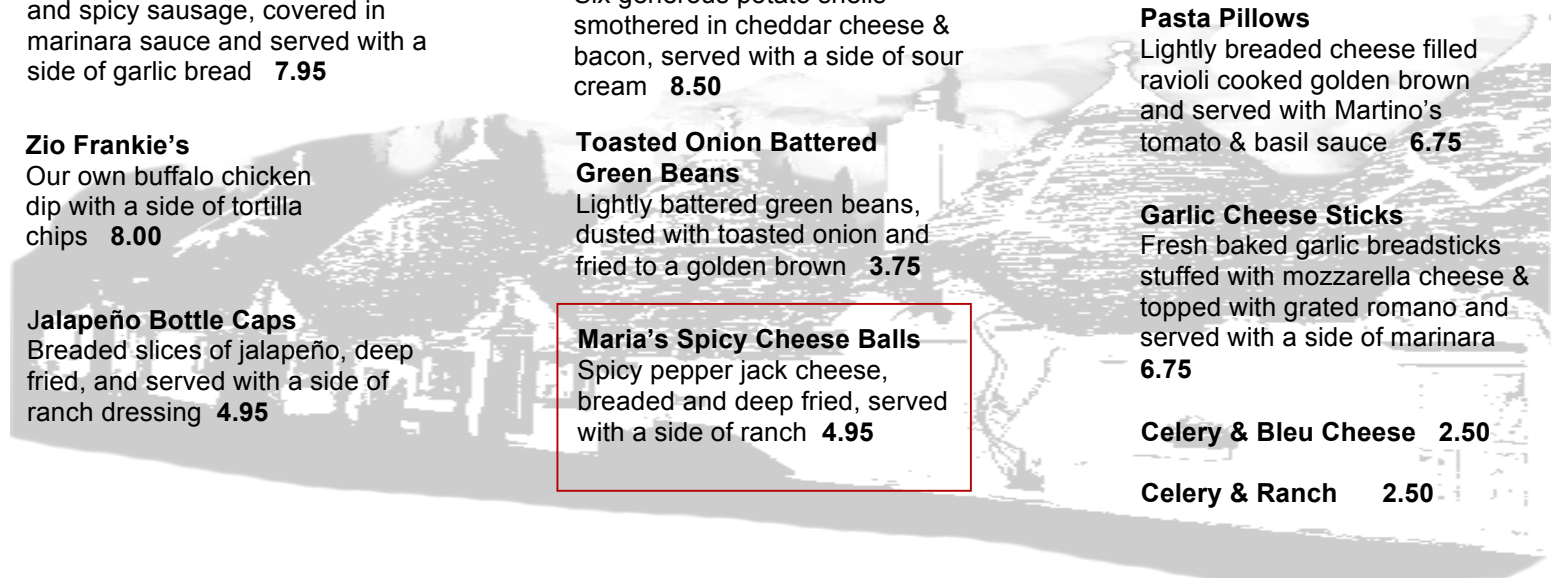 and spicy sausage, covered in
marinara sauce and served with a
side of garlic bread 7.95
Zio Frankie’s
Our own buffalo chicken
dip with a side of tortilla
chips 8.00
Jalapeño Bottle Caps
Breaded slices of jalapeño, deep
fried, and served with a side of
ranch dressing 4.95
Six generous potato shells
smothered in cheddar cheese &
bacon, served with a side of sour
cream 8.50
Toasted Onion Battered
Green Beans
Lightly battered green beans,
dusted with toasted onion and
fried to a golden brown 3.75
Maria’s Spicy Cheese Balls
Spicy pepper jack cheese,
breaded and deep fried, served
with a side of ranch 4.95
Pasta Pillows
Lightly breaded cheese filled
ravioli cooked golden brown
and served with Martino’s
tomato & basil sauce 6.75
Garlic Cheese Sticks
Fresh baked garlic breadsticks
stuffed with mozzarella cheese &
topped with grated romano and
served with a side of marinara
6.75
Celery & Bleu Cheese 2.50
Celery & Ranch 2.50